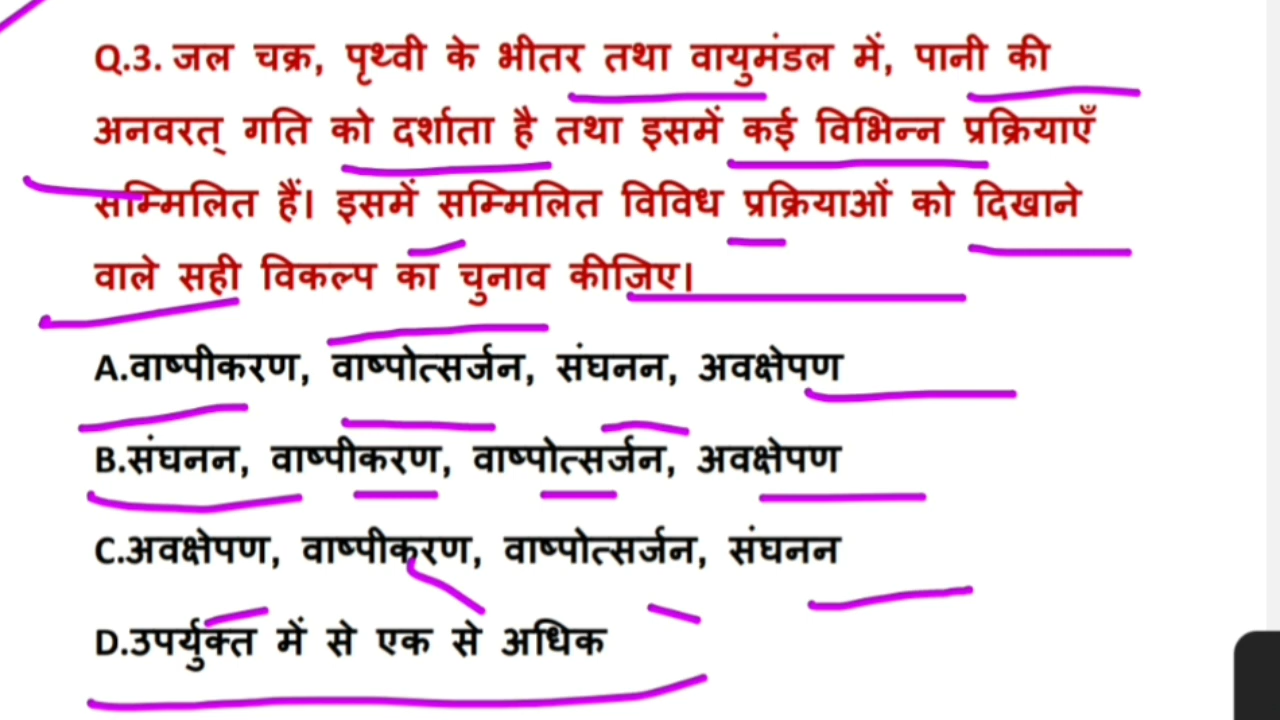 Q.3. जल चक्र, पृथ्वी के भीतर तथा वायुमंडल में, पानी की
अनवरत् गति को दर्शाता है तथा इसमें कई विभिन्न प्रक्रियाएँ
सम्मिलित हैं। इसमें सम्मिलित विविध प्रक्रियाओं को दिखाने
वाले सही विकल्प का चुनाव कीजिए।
A.वाष्पीकरण, वाष्पोत्सर्जन, संघनन, अवक्षेपण
B.संघनन, वाष्पीकरण, वाष्पोत्सर्जन, अवक्षेपण
C.अवक्षेपण, वाष्पीकरण, वाष्पोत्सर्जन, संघनन
D.उपर्युक्त में से एक से अधिक